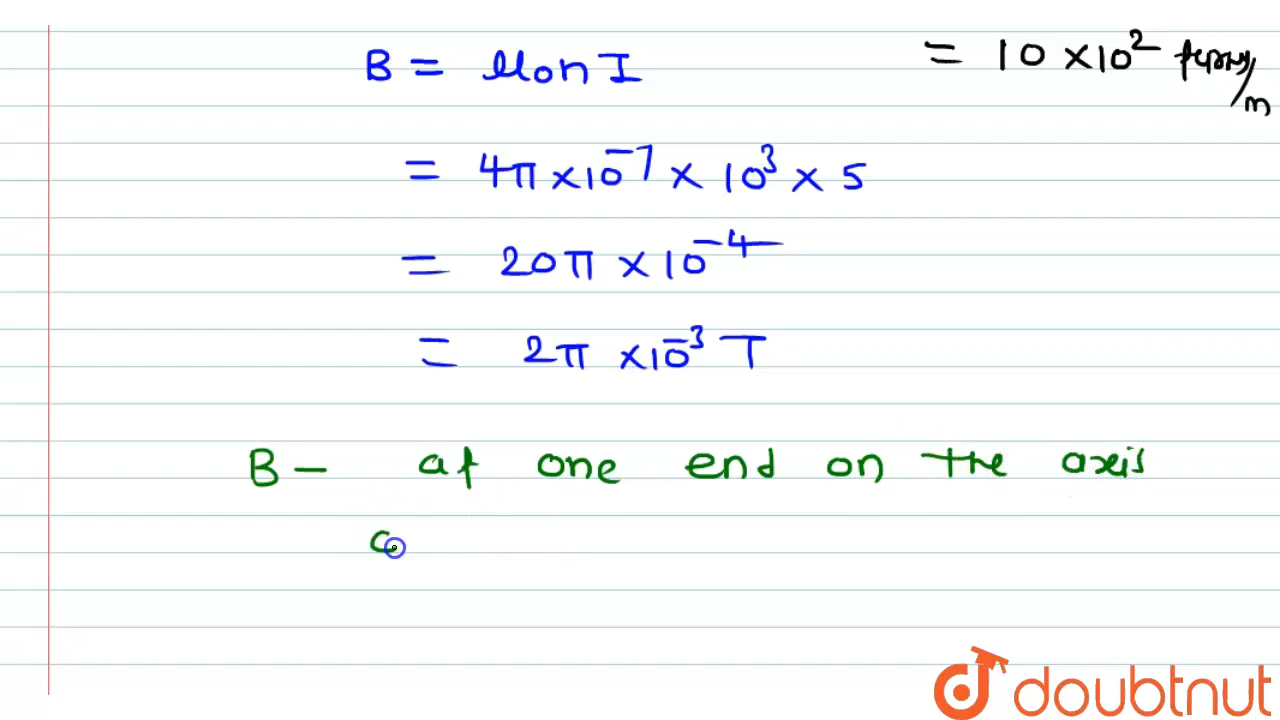 B = μ₀nI
= 10 × 10² turns/m
= 4π × 10⁻⁷ × 10³ × 5
= 20π × 10⁻⁴
= 2π × 10⁻³ T
B - at one end on the axis
doubtnut